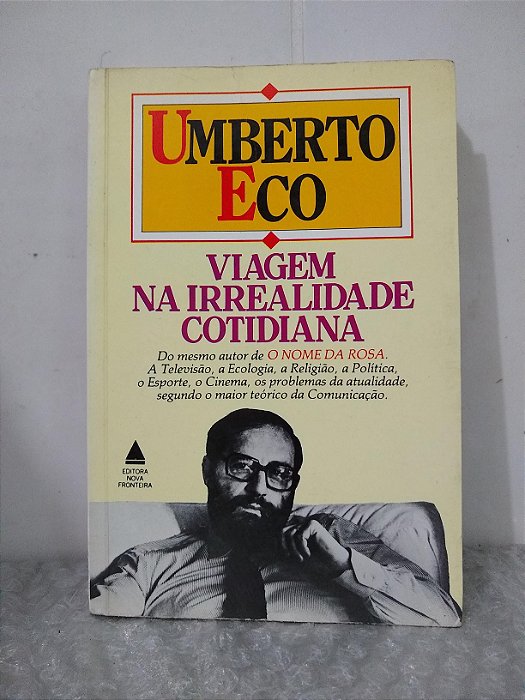 UMBERTO
ECO
VIAGEM
NA IRREALIDADE
COTIDIANA
Do mesmo autor de O NOME DA ROSA.
A Televisão, a Ecologia, a Religião, a Política,
o Esporte, o Cinema, os problemas da atualidade,
segundo o maior teórico da Comunicação.
EDITORA
NOVA
FRONTEIRA